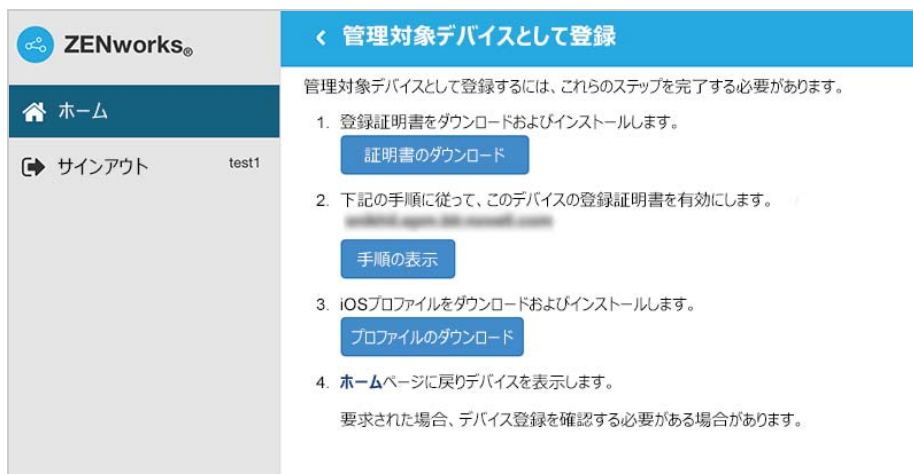 ZENworks®
ホーム
サインアウト test1
管理対象デバイスとして登録
管理対象デバイスとして登録するには、これらのステップを完了する必要があります。
1. 登録証明書をダウンロードおよびインストールします。
証明書のダウンロード
2. 下記の手順に従って、このデバイスの登録証明書を有効にします。
手順の表示
3. iOSプロファイルをダウンロードおよびインストールします。
プロファイルのダウンロード
4. ホームページに戻りデバイスを表示します。
要求された場合、デバイス登録を確認する必要がある場合があります。